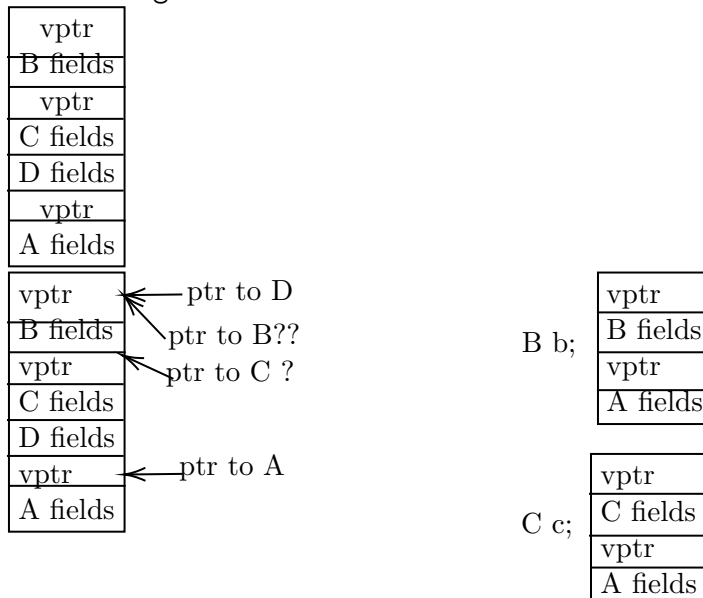 vptr
B fields
vptr
C fields
D fields
vptr
A fields
vptr
B fields
vptr
C fields
D fields
vptr
A fields
ptr to D
ptr to B??
ptr to C ?
ptr to A
B b;
vptr
B fields
vptr
A fields
C c;
vptr
C fields
vptr
A fields